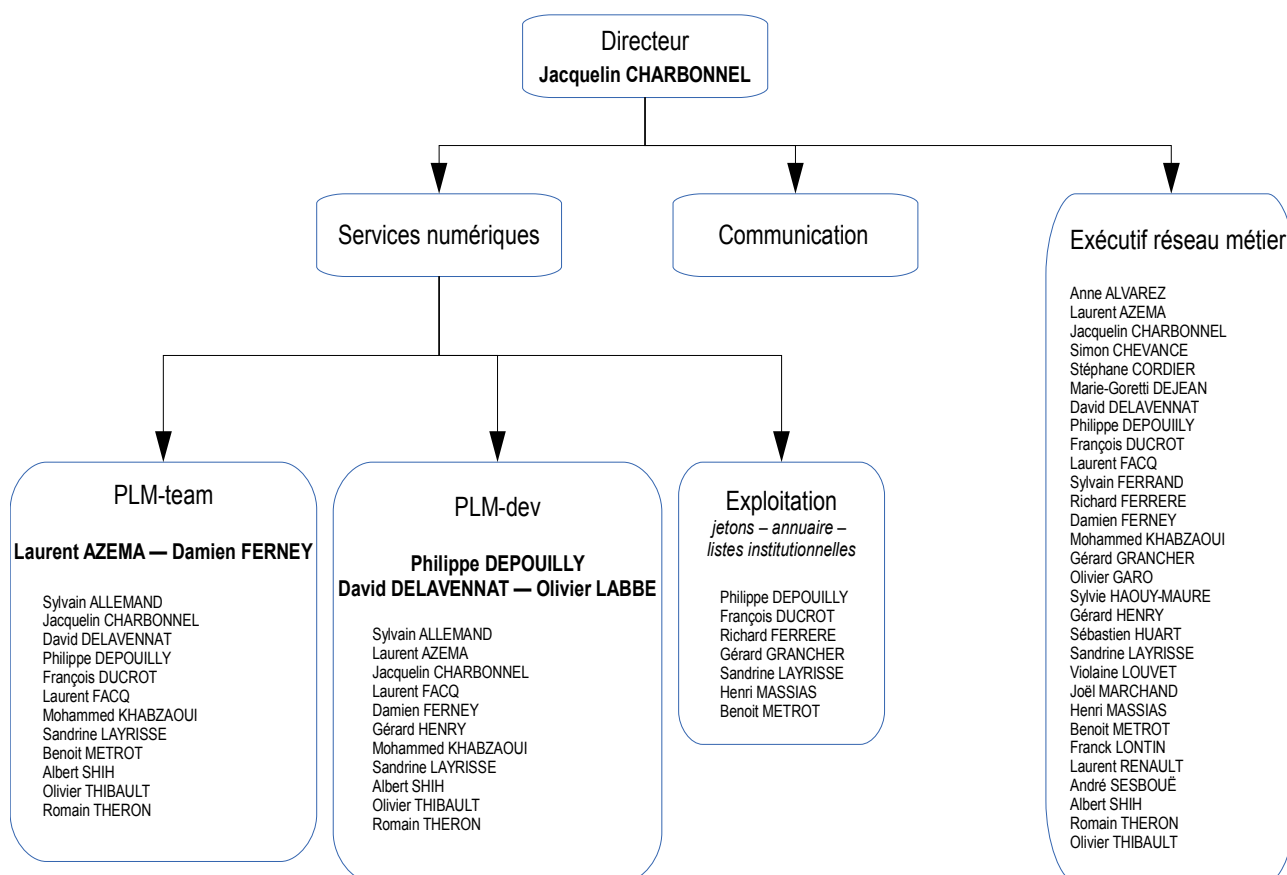 Directeur
Jacquelin CHARBONNEL
Services numériques
Communication
Exécutif réseau métier
Anne ALVAREZ
Laurent AZEMA
Jacquelin CHARBONNEL
Simon CHEVANCE
Stéphane CORDIER
Marie-Goretti DEJEAN
David DELAVENNAT
Philippe DEPOUIILY
François DUCROT
Laurent FACQ
Sylvain FERRAND
Richard FERRERE
Damien FERNEY
Mohammed KHABZAOUI
Gérard GRANCHER
Olivier GARO
Sylvie HAOUY-MAURE
Gérard HENRY
Sébastien HUART
Sandrine LAYRISSE
Violaine LOUVET
Joël MARCHAND
Henri MASSIAS
Benoit METROT
Franck LONTIN
Laurent RENAULT
André SESBOUË
Albert SHIH
Romain THERON
Olivier THIBAULT
PLM-team
Laurent AZEMA — Damien FERNEY
Sylvain ALLEMAND
Jacquelin CHARBONNEL
David DELAVENNAT
Philippe DEPOUILLY
François DUCROT
Laurent FACQ
Mohammed KHABZAOUI
Sandrine LAYRISSE
Benoit METROT
Albert SHIH
Olivier THIBAULT
Romain THERON
PLM-dev
Philippe DEPOUILLY
David DELAVENNAT — Olivier LABBE
Sylvain ALLEMAND
Laurent AZEMA
Jacquelin CHARBONNEL
Laurent FACQ
Damien FERNEY
Gérard HENRY
Mohammed KHABZAOUI
Sandrine LAYRISSE
Albert SHIH
Olivier THIBAULT
Romain THERON
Exploitation
jetons – annuaire –
listes institutionnelles
Philippe DEPOUILLY
François DUCROT
Richard FERRERE
Gérard GRANCHER
Sandrine LAYRISSE
Henri MASSIAS
Benoit METROT